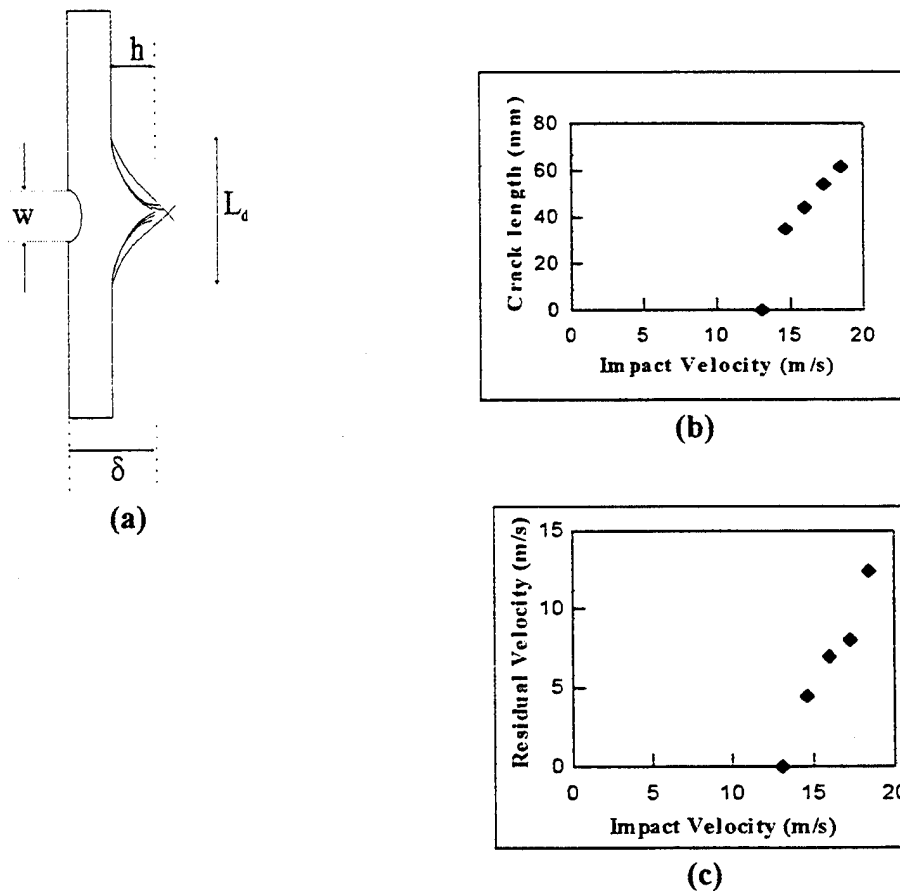 h
w
L_d
δ
(a)
Crack length (mm)
80
60
40
20
0
0 5 10 15 20
Impact Velocity (m/s)
(b)
Residual Velocity (m/s)
15
10
5
0
0 5 10 15 20
Impact Velocity (m/s)
(c)